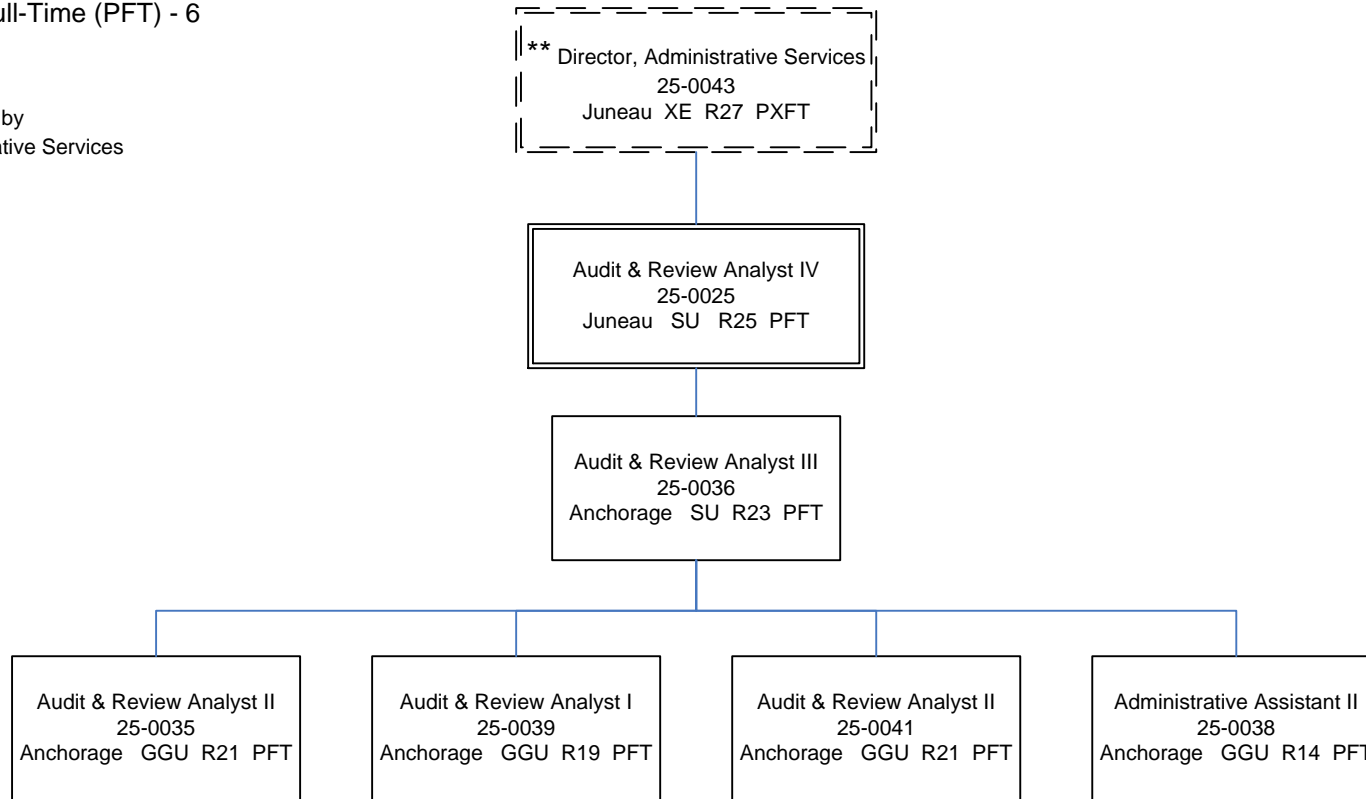 ull-Time (PFT) - 6
by
ative Services
** Director, Administrative Services
25-0043
Juneau XE R27 PXFT
Audit & Review Analyst IV
25-0025
Juneau SU R25 PFT
Audit & Review Analyst III
25-0036
Anchorage SU R23 PFT
Audit & Review Analyst II
25-0035
Anchorage GGU R21 PFT
Audit & Review Analyst I
25-0039
Anchorage GGU R19 PFT
Audit & Review Analyst II
25-0041
Anchorage GGU R21 PFT
Administrative Assistant II
25-0038
Anchorage GGU R14 PFT